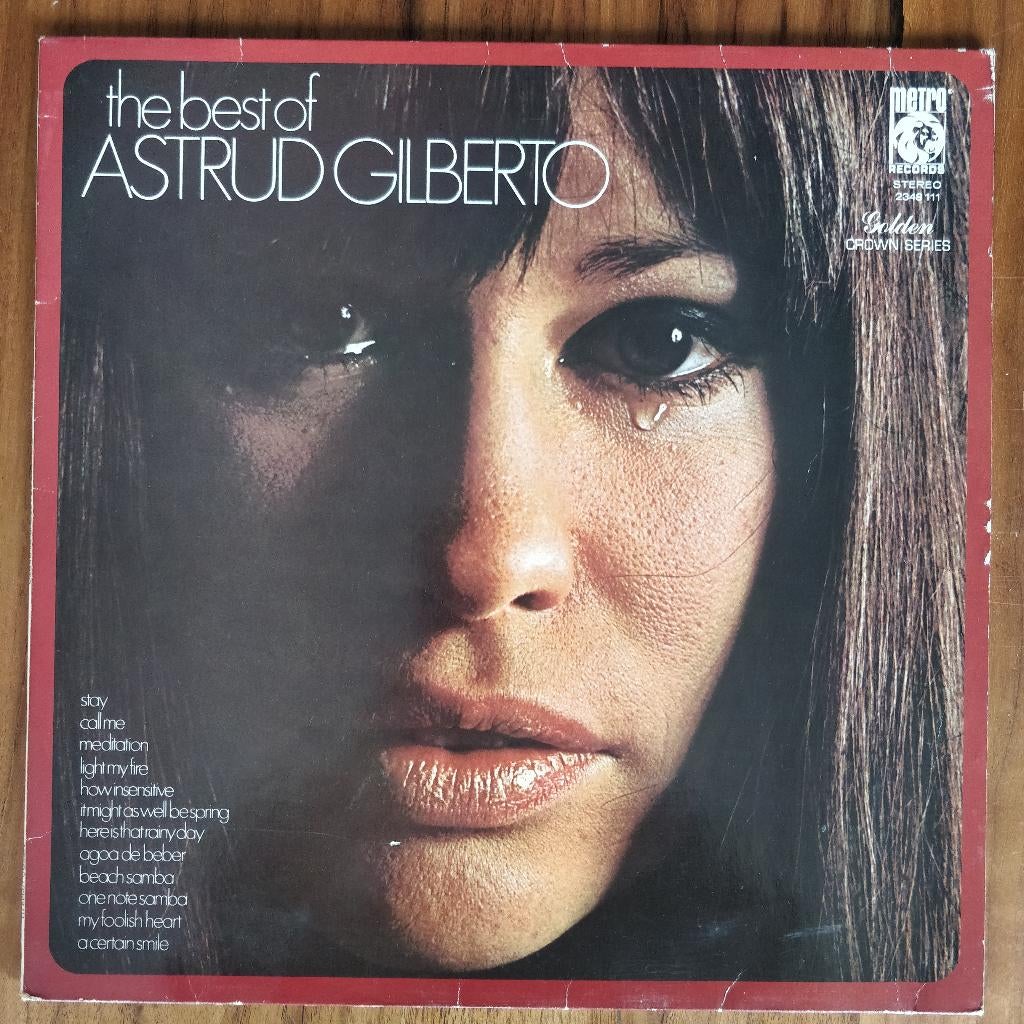 the best of
ASTRUD GILBERTO
metro®
RECORDS
STEREO
2346 111
Golden
CROWN SERIES
stay
call me
meditation
light my fire
how insensitive
it might as well be spring
here is that rainy day
agoa de beber
beach samba
one note samba
my foolish heart
a certain smile